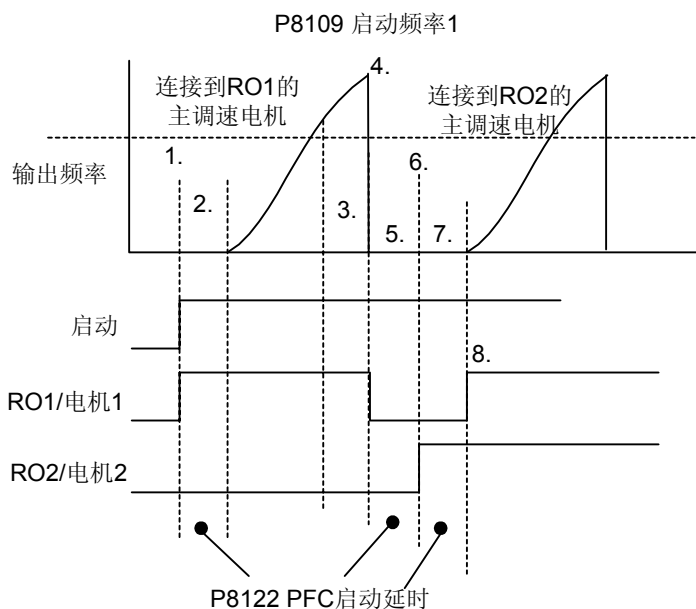 P8109 启动频率1
连接到RO1的
主调速电机
4.
连接到RO2的
主调速电机
输出频率
1.
2.
3.
5.
6.
7.
启动
8.
RO1/电机1
RO2/电机2
P8122 PFC启动延时